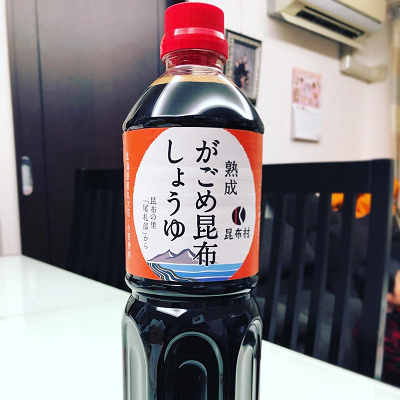 熟成
がごめ昆布
しょうゆ
昆布の里
「尾札部」から
昆布村